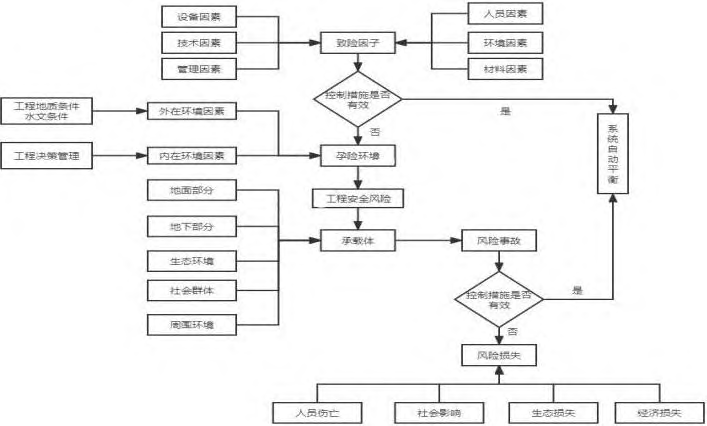 设备因素
人员因素
技术因素
致险因子
环境因素
管理因素
材料因素
控制措施是否
有效
是
工程地质条件
水文条件
外在环境因素
否
系统自动平衡
工程决策管理
内在环境因素
孕险环境
地面部分
工程安全风险
地下部分
承载体
风险事故
生态环境
社会群体
控制措施是否
有效
是
周围环境
否
风险损失
人员伤亡
社会影响
生态损失
经济损失